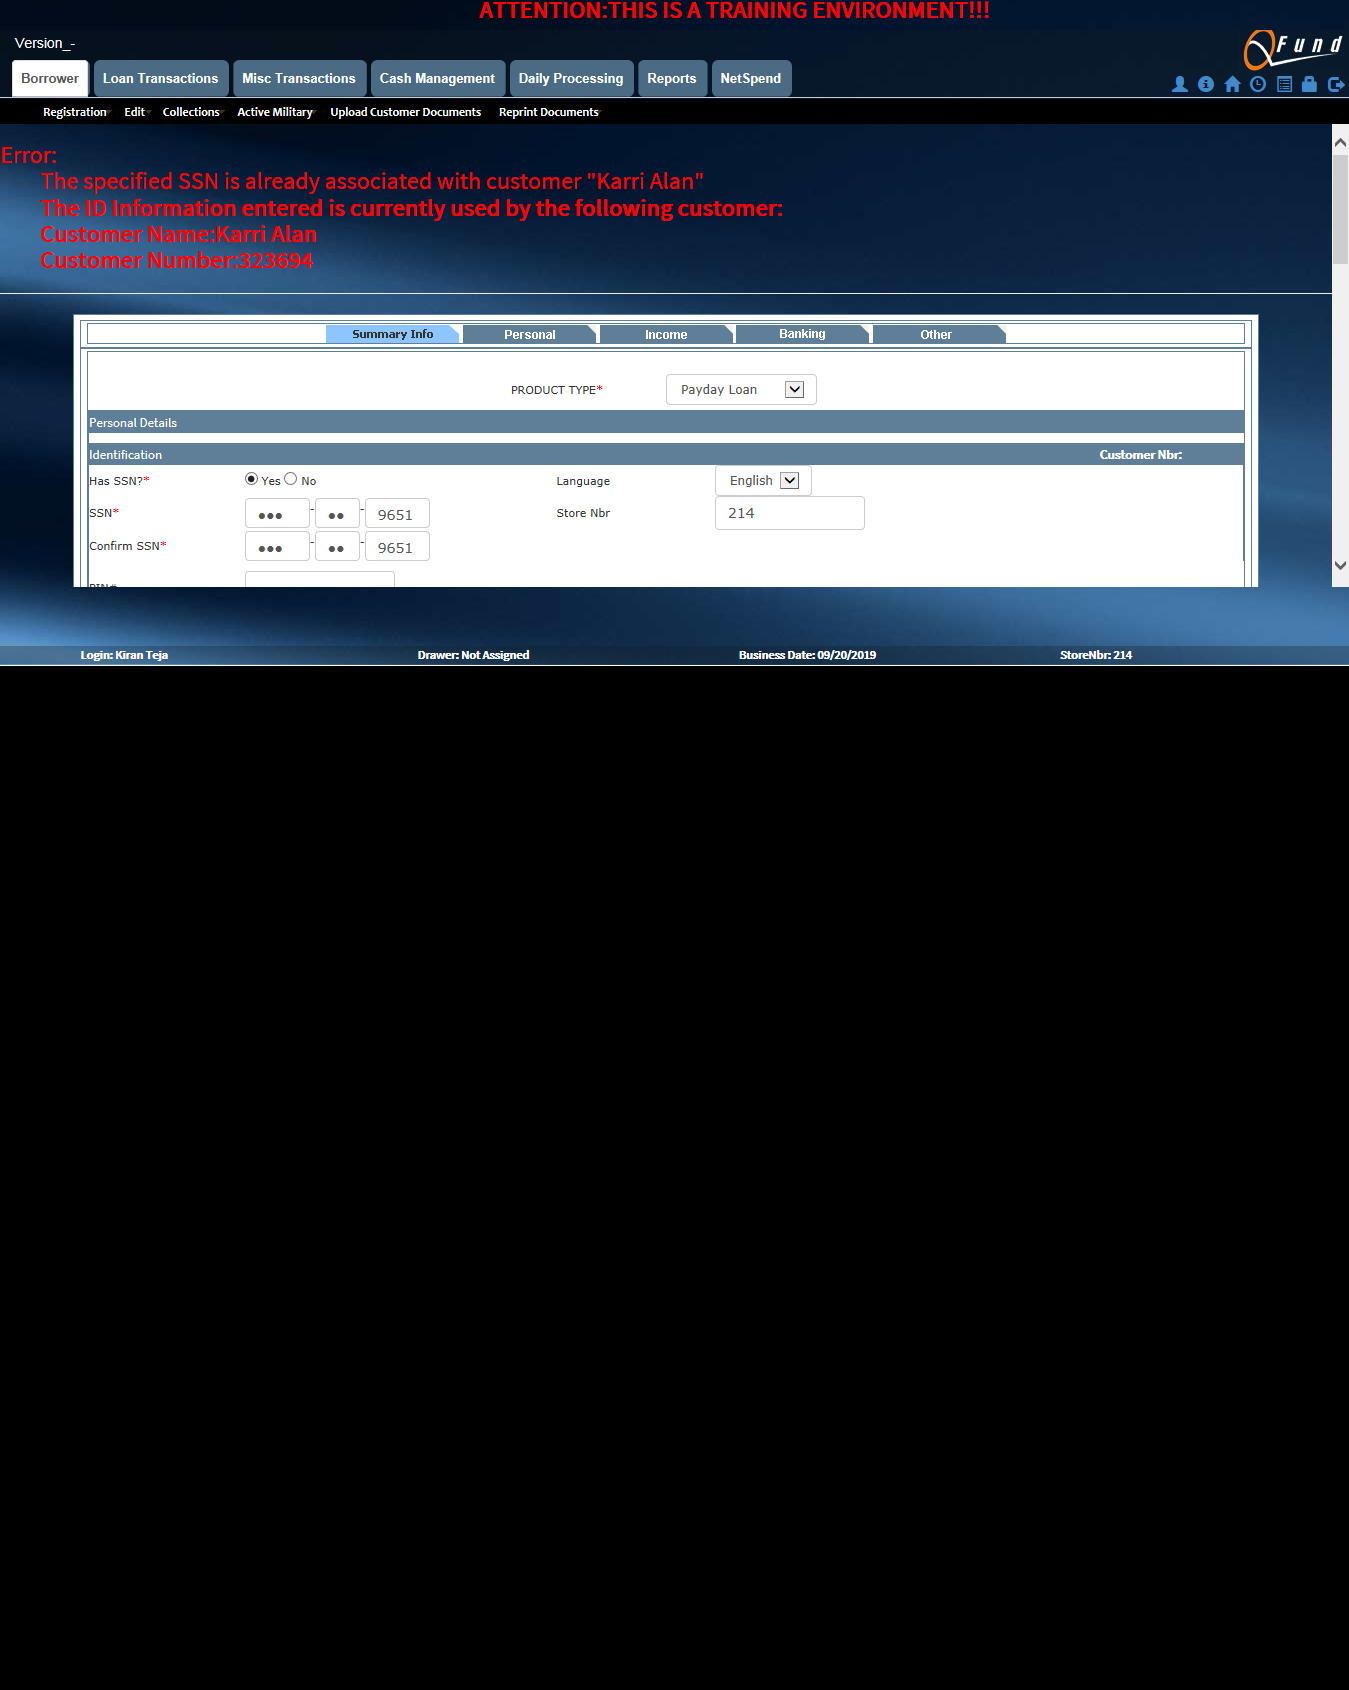 ATTENTION:THIS IS A TRAINING ENVIRONMENT!!!
Version_-
Fund
Borrower Loan Transactions Misc Transactions Cash Management Daily Processing Reports NetSpend
Registration Edit Collections Active Military Upload Customer Documents Reprint Documents
Error:
The specified SSN is already associated with customer "Karri Alan"
The ID Information entered is currently used by the following customer:
Customer Name:Karri Alan
Customer Number:323694
Summary Info Personal Income Banking Other
PRODUCT TYPE* Payday Loan
Personal Details
Identification Customer Nbr:
Has SSN?* Yes No Language English
SSN* ●●● - ●● - 9651 Store Nbr 214
Confirm SSN* ●●● - ●● - 9651
Login: Kiran Teja Drawer: Not Assigned Business Date: 09/20/2019 StoreNbr: 214